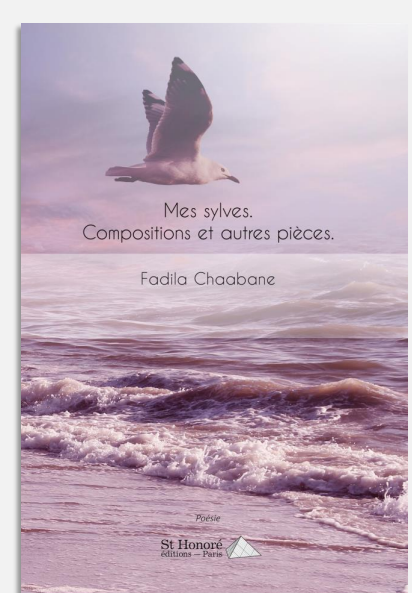 Mes sylves.
Compositions et autres pièces.
Fadila Chaabane
Poésie
St Honoré
éditions — Paris